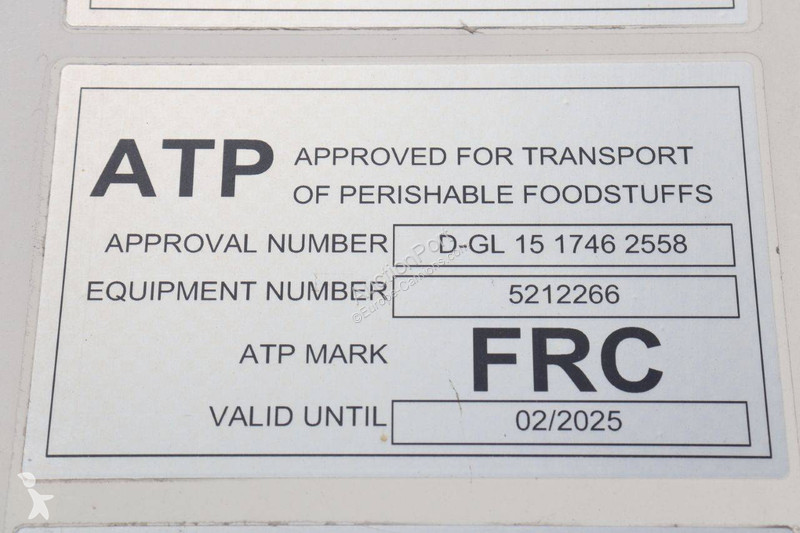 ATP APPROVED FOR TRANSPORT
OF PERISHABLE FOODSTUFFS
APPROVAL NUMBER D-GL 15 1746 2558
EQUIPMENT NUMBER 5212266
ATP MARK FRC
VALID UNTIL 02/2025